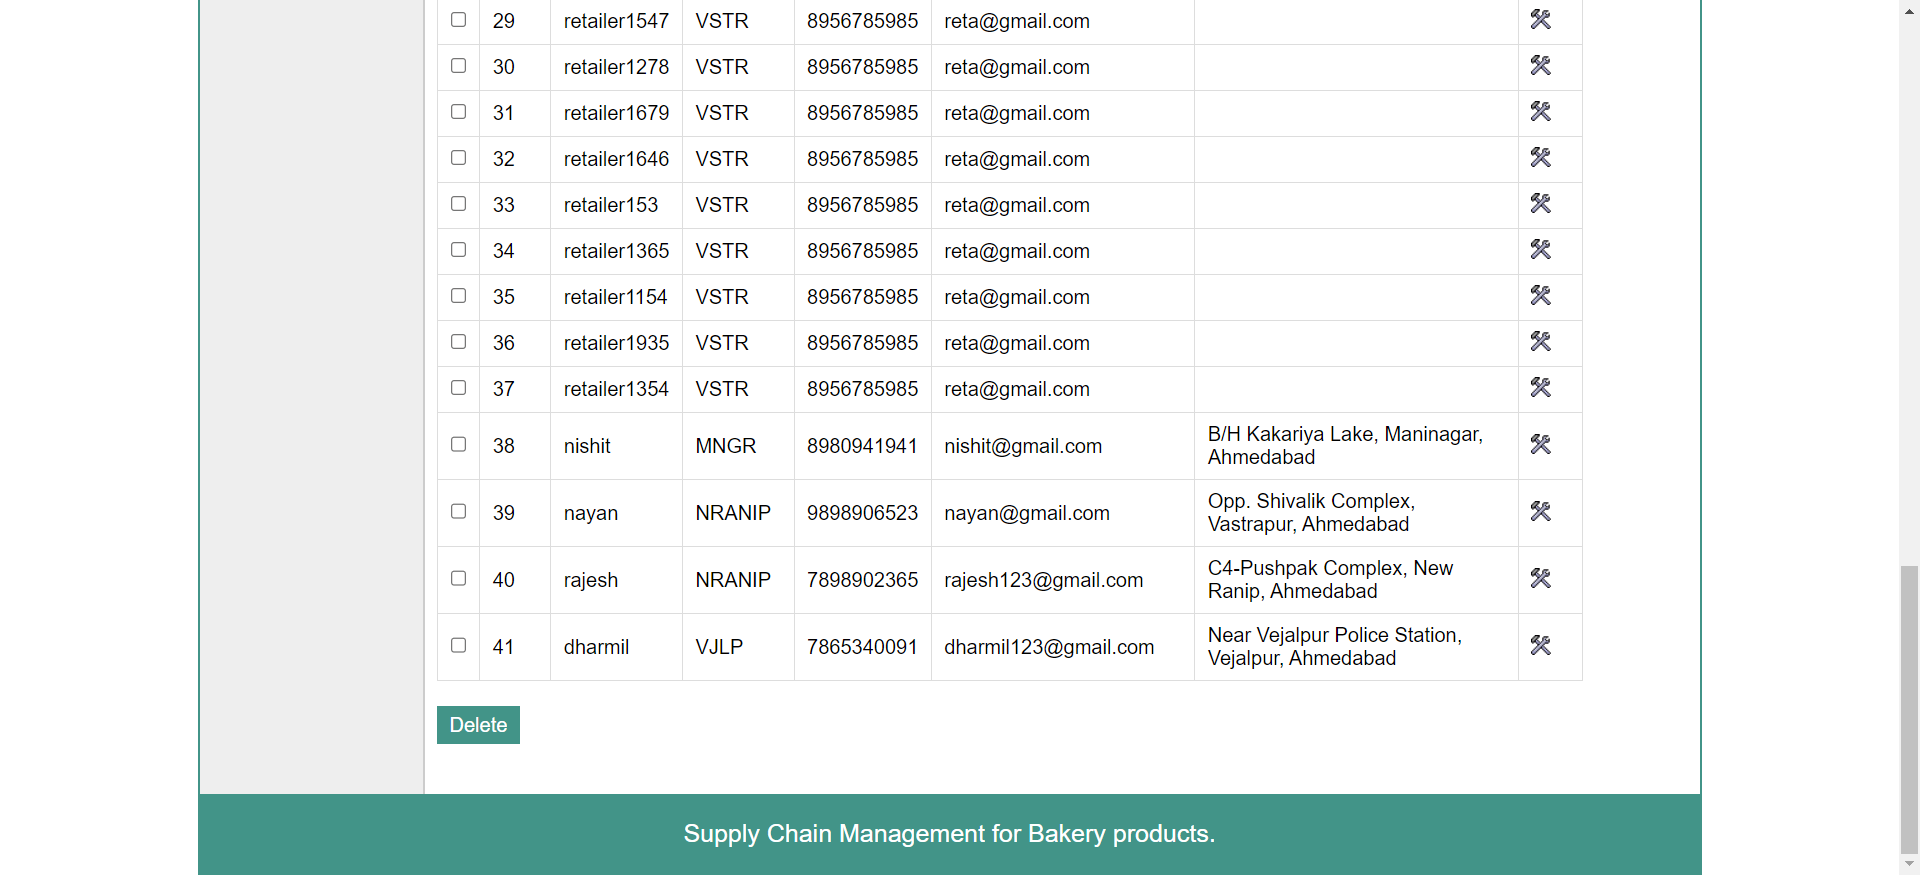 29 retailer1547 VSTR 8956785985 reta@gmail.com
30 retailer1278 VSTR 8956785985 reta@gmail.com
31 retailer1679 VSTR 8956785985 reta@gmail.com
32 retailer1646 VSTR 8956785985 reta@gmail.com
33 retailer153 VSTR 8956785985 reta@gmail.com
34 retailer1365 VSTR 8956785985 reta@gmail.com
35 retailer1154 VSTR 8956785985 reta@gmail.com
36 retailer1935 VSTR 8956785985 reta@gmail.com
37 retailer1354 VSTR 8956785985 reta@gmail.com
38 nishit MNGR 8980941941 nishit@gmail.com B/H Kakariya Lake, Maninagar,
Ahmedabad
39 nayan NRANIP 9898906523 nayan@gmail.com Opp. Shivalik Complex,
Vastrapur, Ahmedabad
40 rajesh NRANIP 7898902365 rajesh123@gmail.com C4-Pushpak Complex, New
Ranip, Ahmedabad
41 dharmil VJLP 7865340091 dharmil123@gmail.com Near Vejalpur Police Station,
Vejalpur, Ahmedabad
Delete
Supply Chain Management for Bakery products.